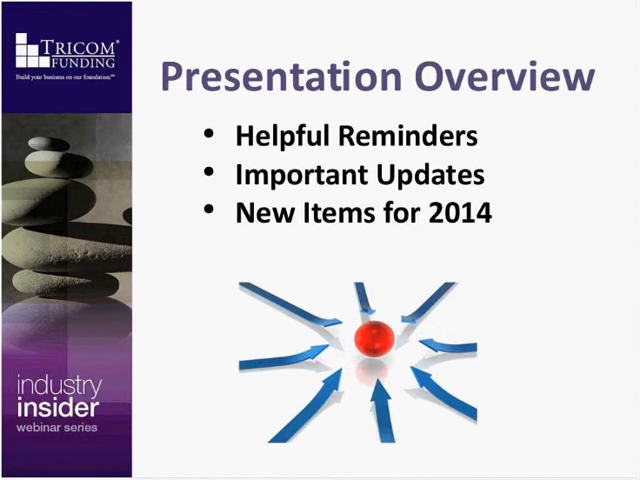 TRICOM®
FUNDING
Build your business on our foundation.℠
Presentation Overview
• Helpful Reminders
• Important Updates
• New Items for 2014
industry
insider
webinar series